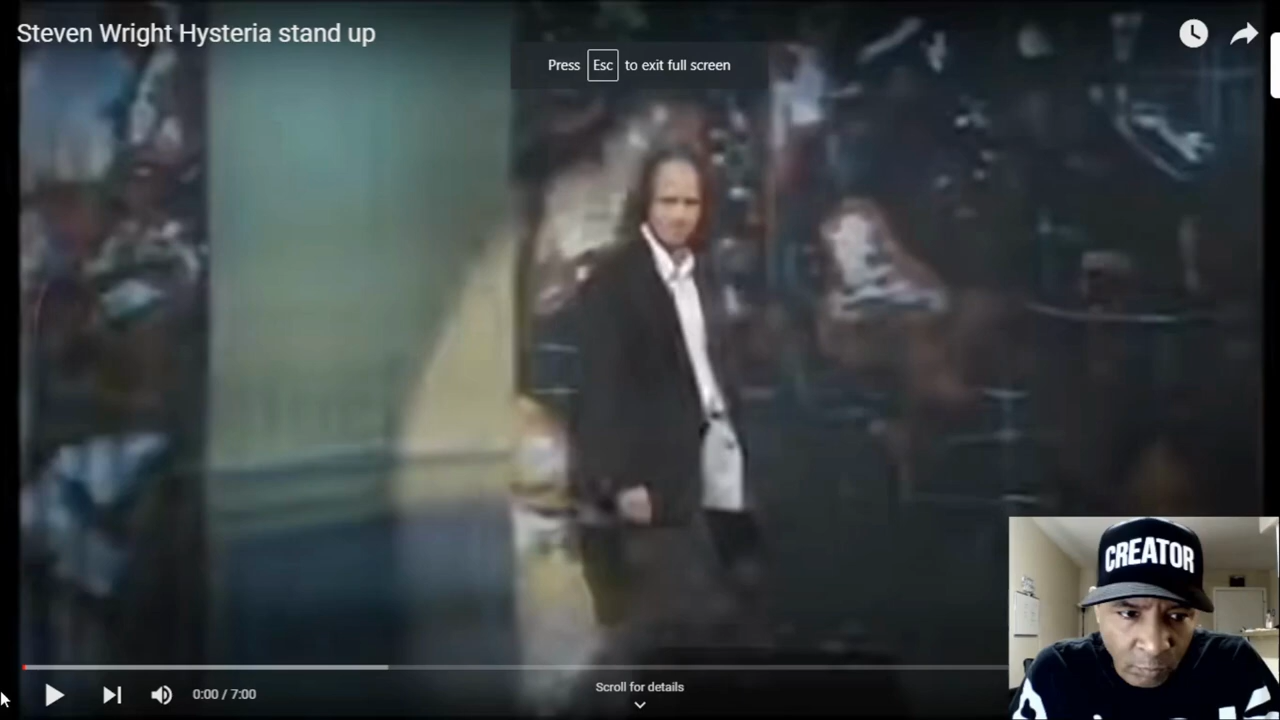 Steven Wright Hysteria stand up
Press Esc to exit full screen
CREATOR
0:00 / 7:00
Scroll for details